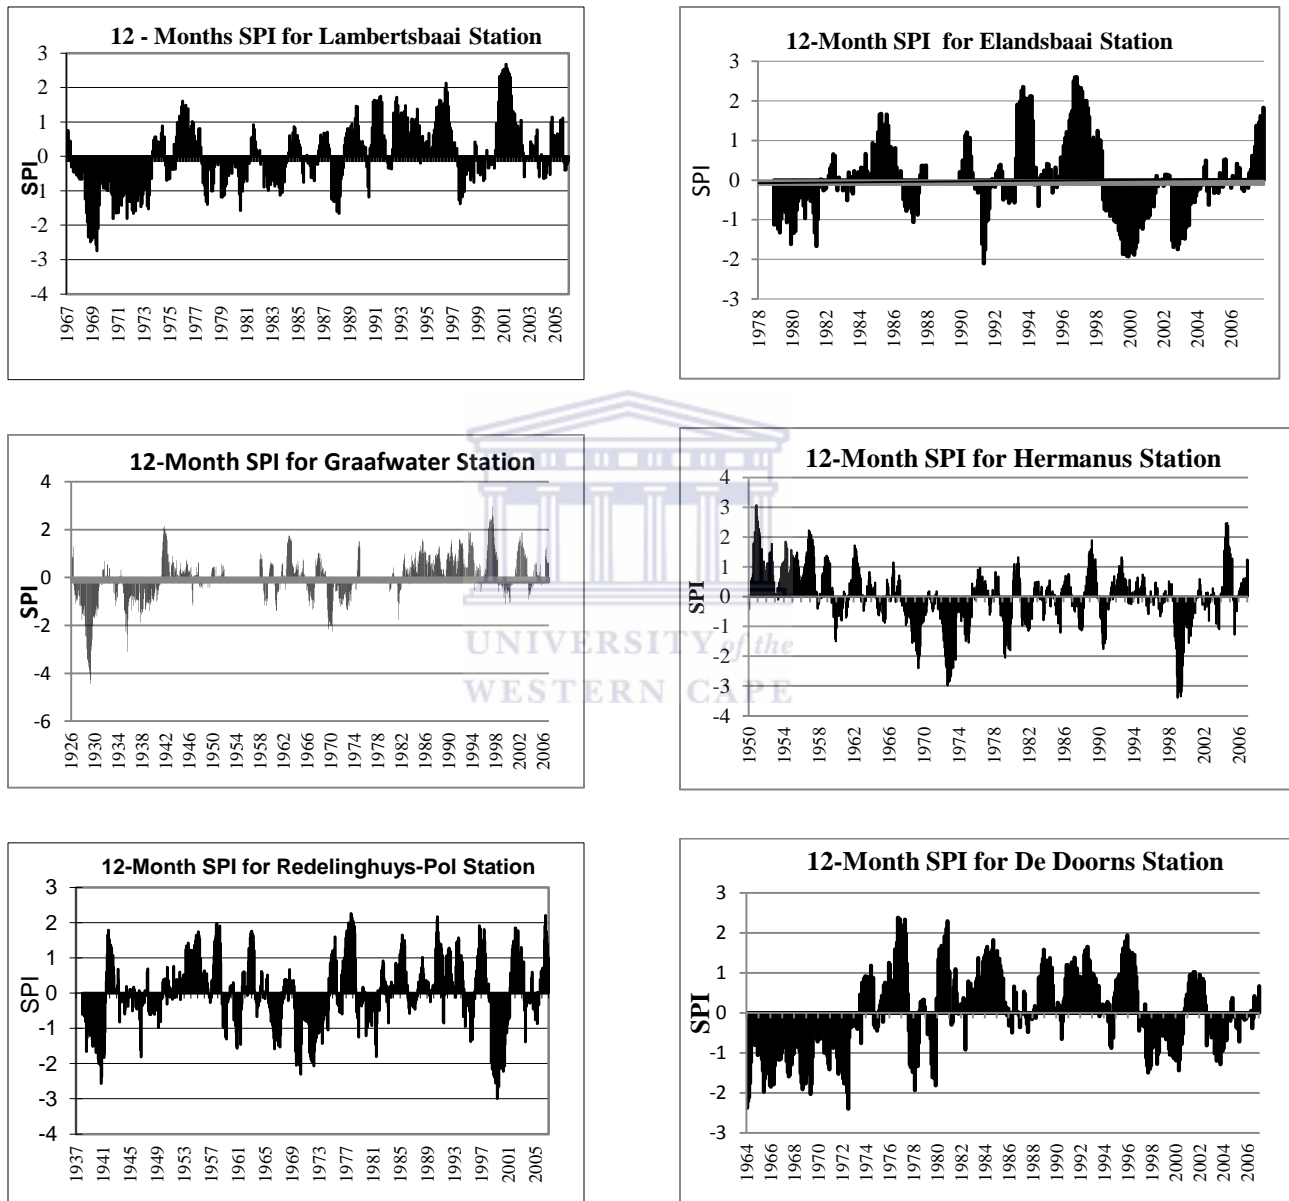 12 - Months SPI for Lambertsbaai Station
3
2
1
0
-1
-2
-3
-4
SPI
1967 1969 1971 1973 1975 1977 1979 1981 1983 1985 1987 1989 1991 1993 1995 1997 1999 2001 2003 2005
12-Month SPI for Elandsbaai Station
3
2
1
0
-1
-2
-3
SPI
1978 1980 1982 1984 1986 1988 1990 1992 1994 1996 1998 2000 2002 2004 2006
12-Month SPI for Graafwater Station
4
2
0
-2
-4
-6
SPI
1926 1930 1934 1938 1942 1946 1950 1954 1958 1962 1966 1970 1974 1978 1982 1986 1990 1994 1998 2002 2006
12-Month SPI for Hermanus Station
4
3
2
1
0
-1
-2
-3
-4
SPI
1950 1954 1958 1962 1966 1970 1974 1978 1982 1986 1990 1994 1998 2002 2006
UNIVERSITY of the
WESTERN CAPE
12-Month SPI for Redelinghuys-Pol Station
3
2
1
0
-1
-2
-3
-4
SPI
1937 1941 1945 1949 1953 1957 1961 1965 1969 1973 1977 1981 1985 1989 1993 1997 2001 2005
12-Month SPI for De Doorns Station
3
2
1
0
-1
-2
-3
SPI
1964 1966 1968 1970 1972 1974 1976 1978 1980 1982 1984 1986 1988 1990 1992 1994 1996 1998 2000 2002 2004 2006